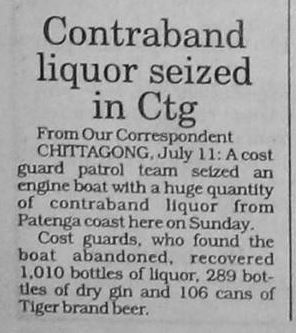 Contraband
liquor seized
in Ctg
From Our Correspondent
CHITTAGONG, July 11: A cost
guard patrol team seized an
engine boat with a huge quantity
of contraband liquor from
Patenga coast here on Sunday.
Cost guards, who found the
boat abandoned, recovered
1,010 bottles of liquor, 289 bot-
tles of dry gin and 106 cans of
Tiger brand beer.